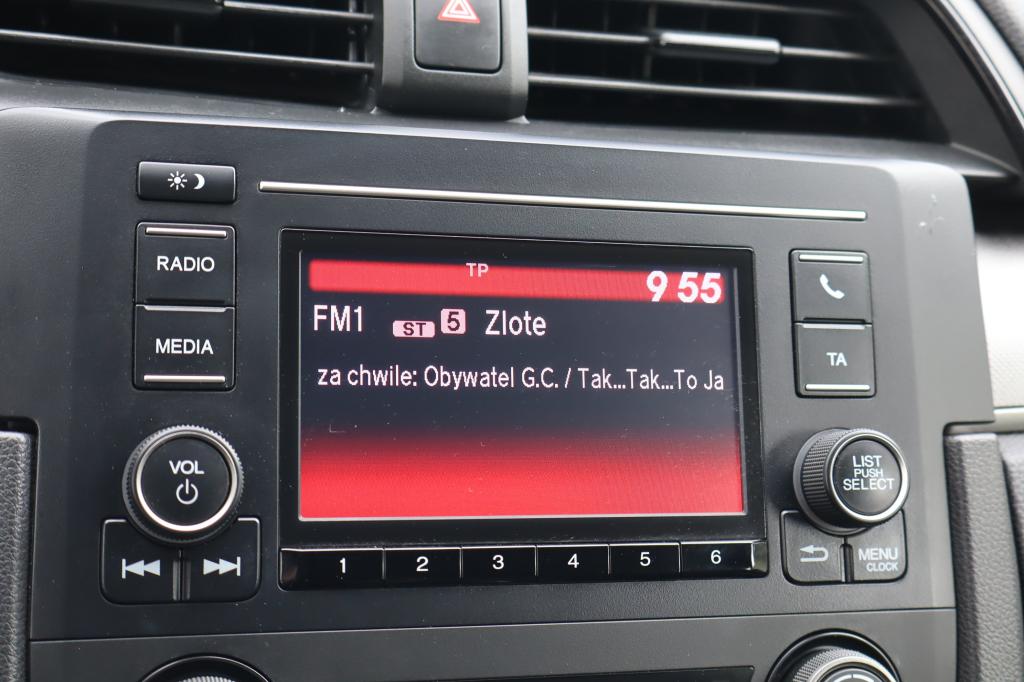 RADIO
MEDIA
VOL
TP
9 55
FM1 ST 5 Zlote
za chwile: Obywatel G.C. / Tak...Tak...To Ja
TA
LIST
PUSH
SELECT
MENU
CLOCK
1 2 3 4 5 6